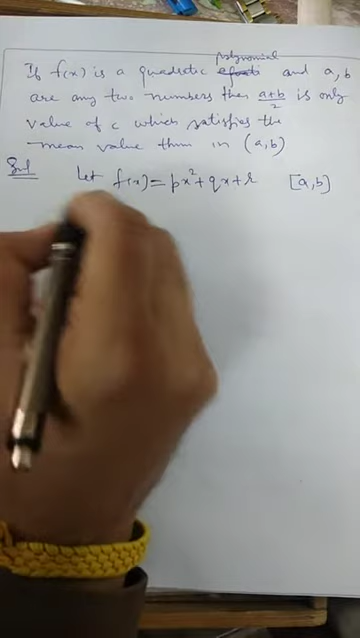 polynomial
If f(x) is a quadratic and a,b
are any two numbers then a+b/2 is only
value of c which satisfies the
mean value thm in (a,b)
Sol Let f(x) = px²+qx+r [a,b]